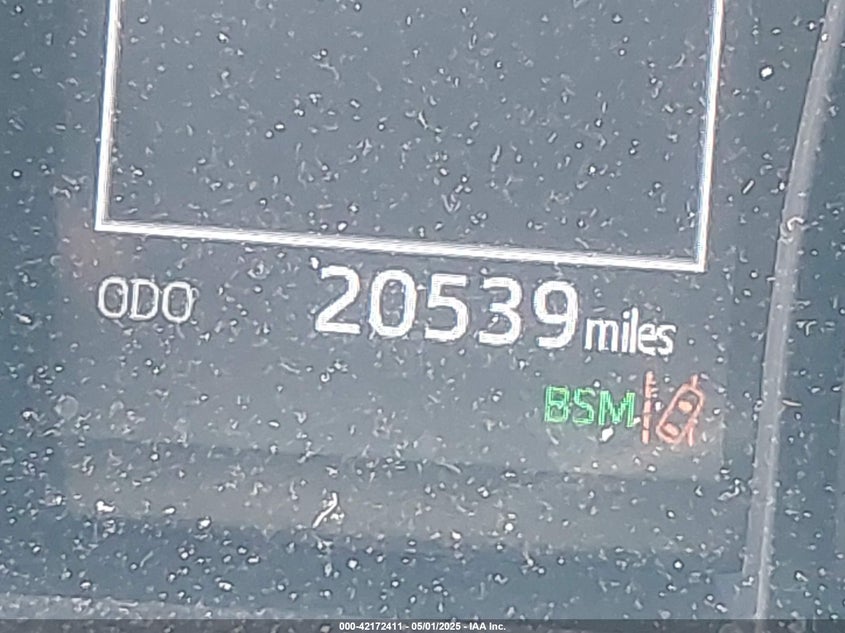 ODO 20539 miles
BSM
000-42172411 - 05/01/2025 - IAA Inc.